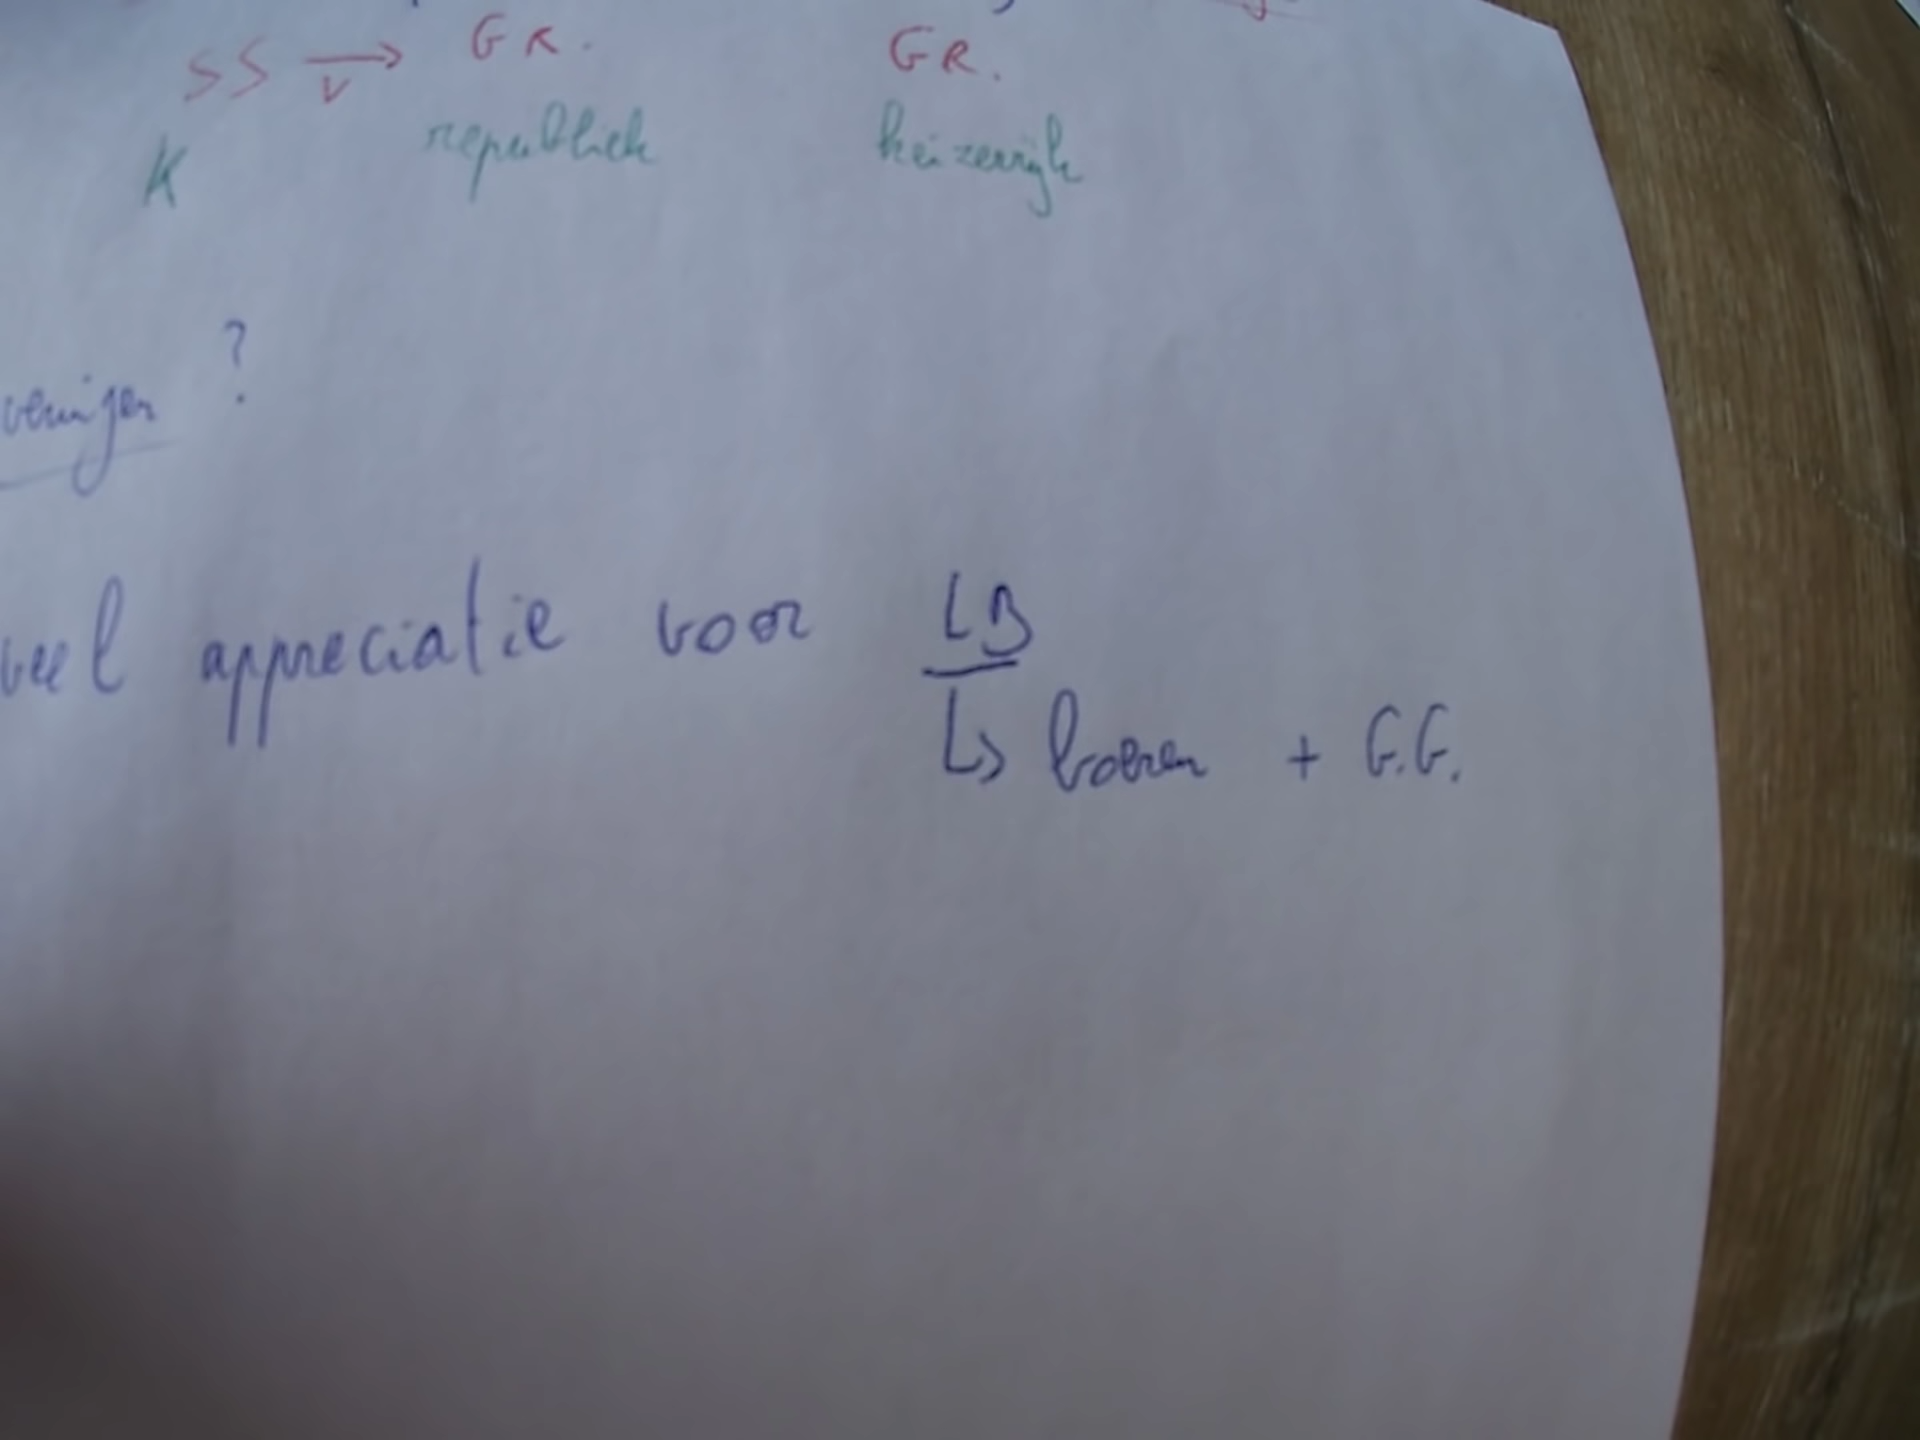 SS → GR. GR.
V
K republiek keizerrijk
?
veel appreciatie voor LB
↳ boeren + G.G.